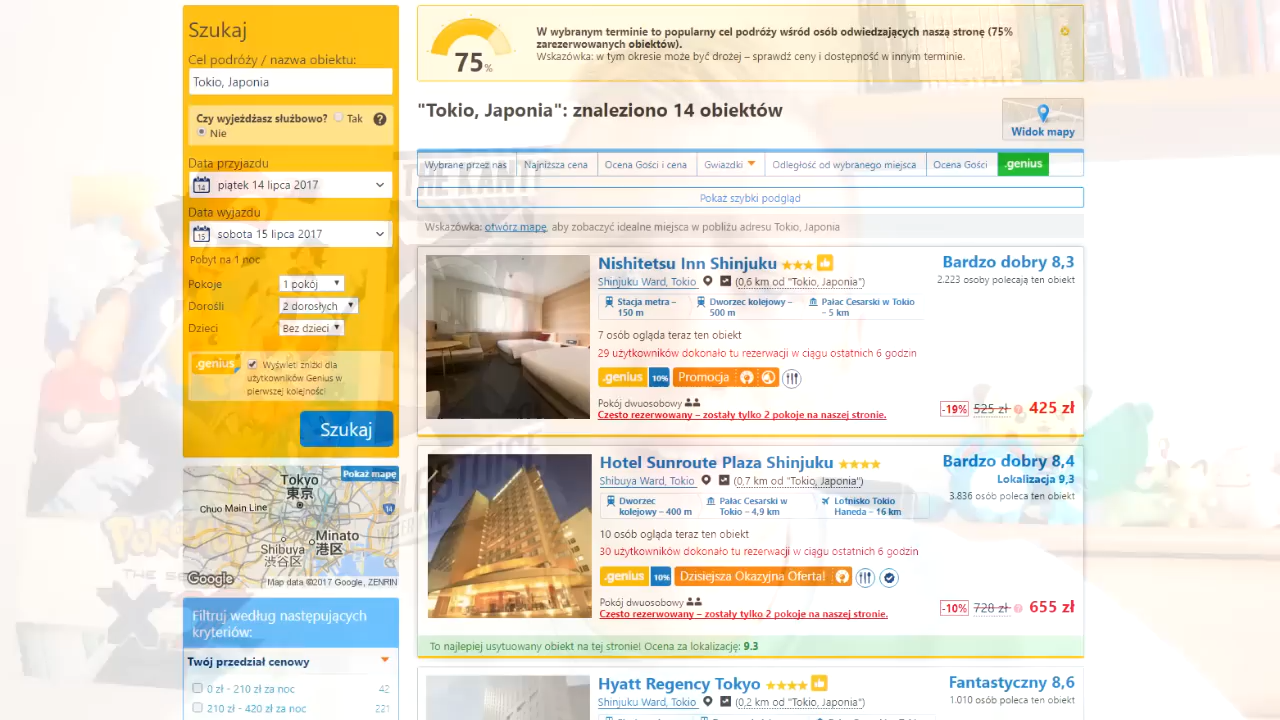 Szukaj
Cel podróży / nazwa obiektu:
Tokio, Japonia
Czy wyjeżdżasz służbowo? Tak
Nie
Data przyjazdu
14 piątek 14 lipca 2017
Data wyjazdu
15 sobota 15 lipca 2017
Pobyt na 1 noc
Pokoje 1 pokój
Dorośli 2 dorosłych
Dzieci Bez dzieci
.genius Wyświetl zniżki dla
użytkowników Genius w
pierwszej kolejności
Szukaj
Pokaż mapę
Tokyo
東京
Chuo Main Line
14
Minato
港区
Shibuya
渋谷区
Google
Map data ©2017 Google, ZENRIN
Filtruj według następujących
kryteriów:
Twój przedział cenowy
0 zł - 210 zł za noc 42
210 zł - 420 zł za noc 221
75%
W wybranym terminie to popularny cel podróży wśród osób odwiedzających naszą stronę (75%
zarezerwowanych obiektów).
Wskazówka: w tym okresie może być drożej – sprawdź ceny i dostępność w innym terminie.
"Tokio, Japonia": znaleziono 14 obiektów
Widok mapy
Wybrane przez nas Najniższa cena Ocena Gości i cena Gwiazdki Odległość od wybranego miejsca Ocena Gości .genius
Pokaż szybki podgląd
Wskazówka: otwórz mapę, aby zobaczyć idealne miejsca w pobliżu adresu Tokio, Japonia
Nishitetsu Inn Shinjuku
Bardzo dobry 8,3
Shinjuku Ward, Tokio (0,6 km od "Tokio, Japonia")
2.223 osoby polecają ten obiekt
Stacja metra – Dworzec kolejowy – Pałac Cesarski w Tokio
150 m 500 m – 5 km
7 osób ogląda teraz ten obiekt
29 użytkowników dokonało tu rezerwacji w ciągu ostatnich 6 godzin
.genius 10% Promocja
Pokój dwuosobowy
Często rezerwowany – zostały tylko 2 pokoje na naszej stronie.
-19% 525 zł 425 zł
Hotel Sunroute Plaza Shinjuku
Bardzo dobry 8,4
Shibuya Ward, Tokio (0,7 km od "Tokio, Japonia")
Lokalizacja 9,3
3.836 osób poleca ten obiekt
Dworzec Pałac Cesarski w Lotnisko Tokio
kolejowy – 400 m Tokio – 4,9 km Haneda – 16 km
10 osób ogląda teraz ten obiekt
30 użytkowników dokonało tu rezerwacji w ciągu ostatnich 6 godzin
.genius 10% Dzisiejsza Okazyjna Oferta!
Pokój dwuosobowy
Często rezerwowany – zostały tylko 2 pokoje na naszej stronie.
-10% 728 zł 655 zł
To najlepiej usytuowany obiekt na tej stronie! Ocena za lokalizację: 9.3
Hyatt Regency Tokyo
Fantastyczny 8,6
Shinjuku Ward, Tokio (0,2 km od "Tokio, Japonia")
1.010 osób poleca ten obiekt